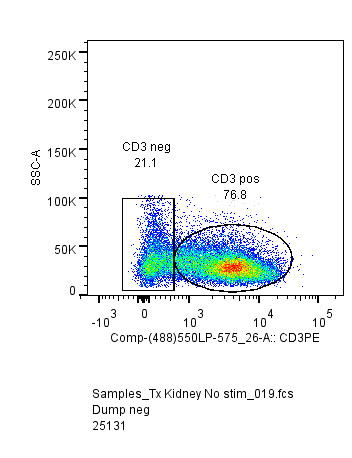 250K
200K
150K
100K
50K
0
SSC-A
CD3 neg
21.1
CD3 pos
76.8
-10^3 0 10^3 10^4 10^5
Comp-(488)550LP-575_26-A:: CD3PE
Samples_Tx Kidney No stim_019.fcs
Dump neg
25131